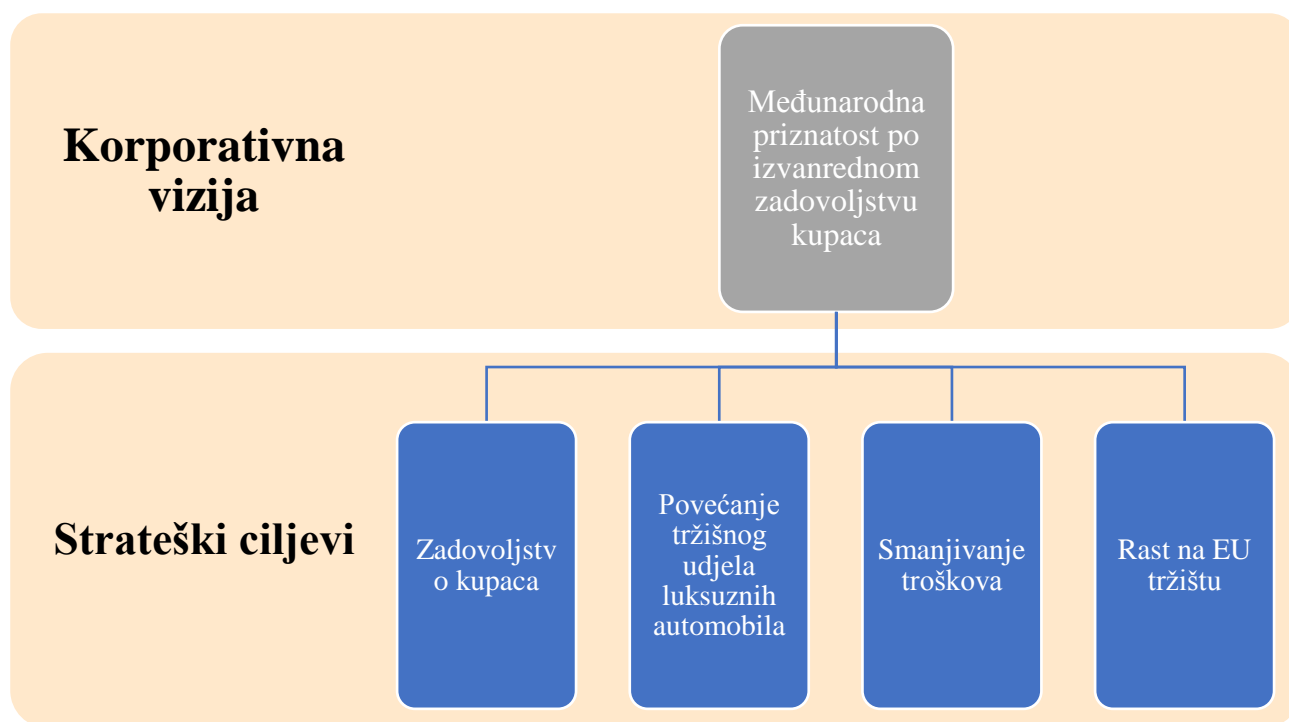 Korporativna
vizija
Međunarodna
priznatost po
izvanrednom
zadovoljstvu
kupaca
Strateški ciljevi
Zadovoljstv
o kupaca
Povećanje
tržišnog
udjela
luksuznih
automobila
Smanjivanje
troškova
Rast na EU
tržištu